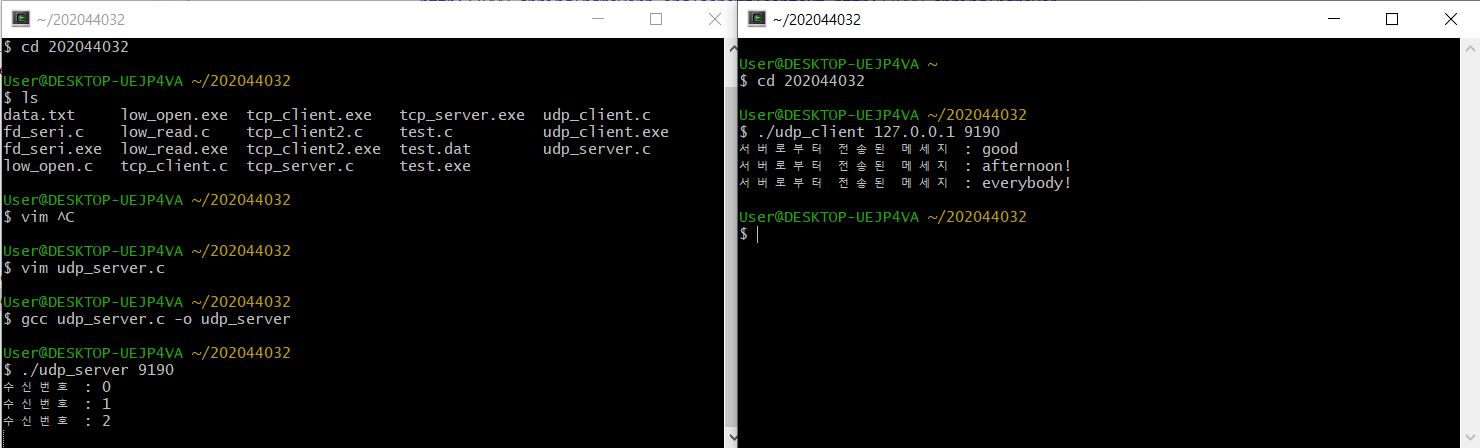 ~/202044032
$ cd 202044032
User@DESKTOP-UEJP4VA ~/202044032
$ ls
data.txt low_open.exe tcp_client.exe tcp_server.exe udp_client.c
fd_seri.c low_read.c tcp_client2.c test.c udp_client.exe
fd_seri.exe low_read.exe tcp_client2.exe test.dat udp_server.c
low_open.c tcp_client.c tcp_server.c test.exe
User@DESKTOP-UEJP4VA ~/202044032
$ vim ^C
User@DESKTOP-UEJP4VA ~/202044032
$ vim udp_server.c
User@DESKTOP-UEJP4VA ~/202044032
$ gcc udp_server.c -o udp_server
User@DESKTOP-UEJP4VA ~/202044032
$ ./udp_server 9190
수신번호 : 0
수신번호 : 1
수신번호 : 2
~/202044032
User@DESKTOP-UEJP4VA ~
$ cd 202044032
User@DESKTOP-UEJP4VA ~/202044032
$ ./udp_client 127.0.0.1 9190
서버로부터 전송된 메세지 : good
서버로부터 전송된 메세지 : afternoon!
서버로부터 전송된 메세지 : everybody!
User@DESKTOP-UEJP4VA ~/202044032
$